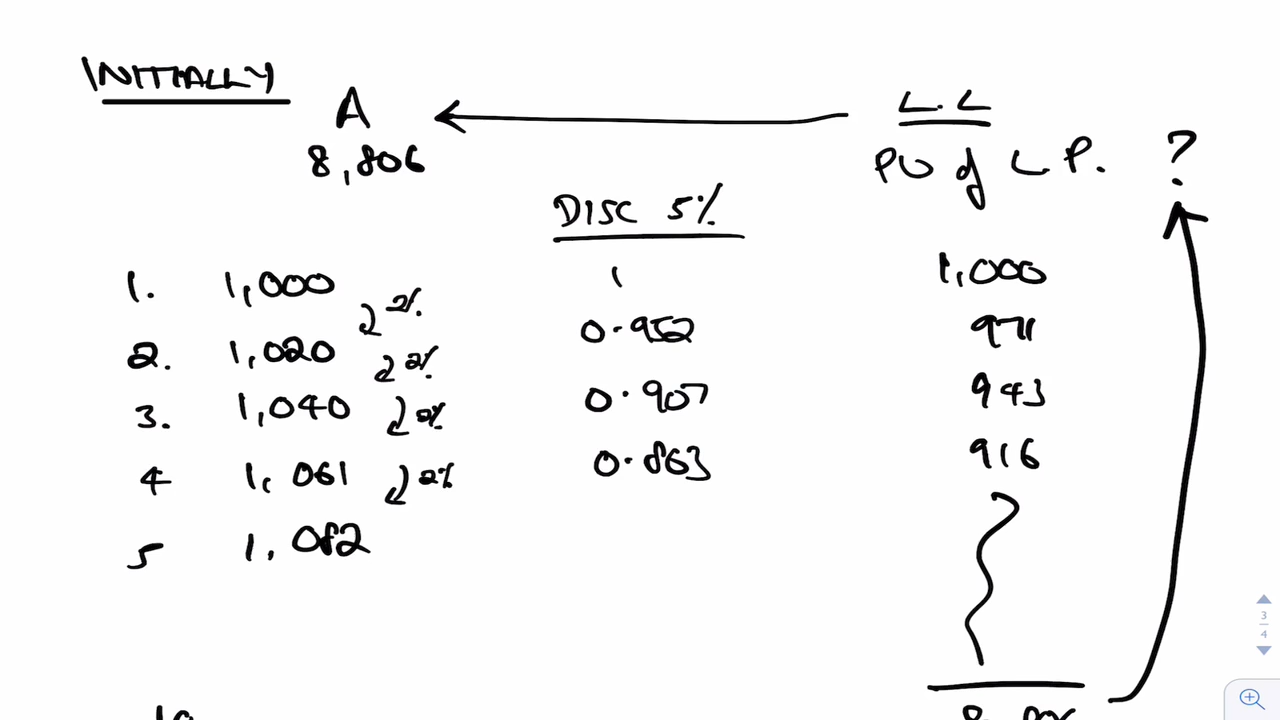 INITIALLY
A L.L
8,806 PV of L.P. ?
DISC 5%
1. 1,000 2% 1 1,000
2. 1,020 2% 0.952 971
3. 1,040 2% 0.907 943
4 1,061 2% 0.863 916
5 1,082
3
4